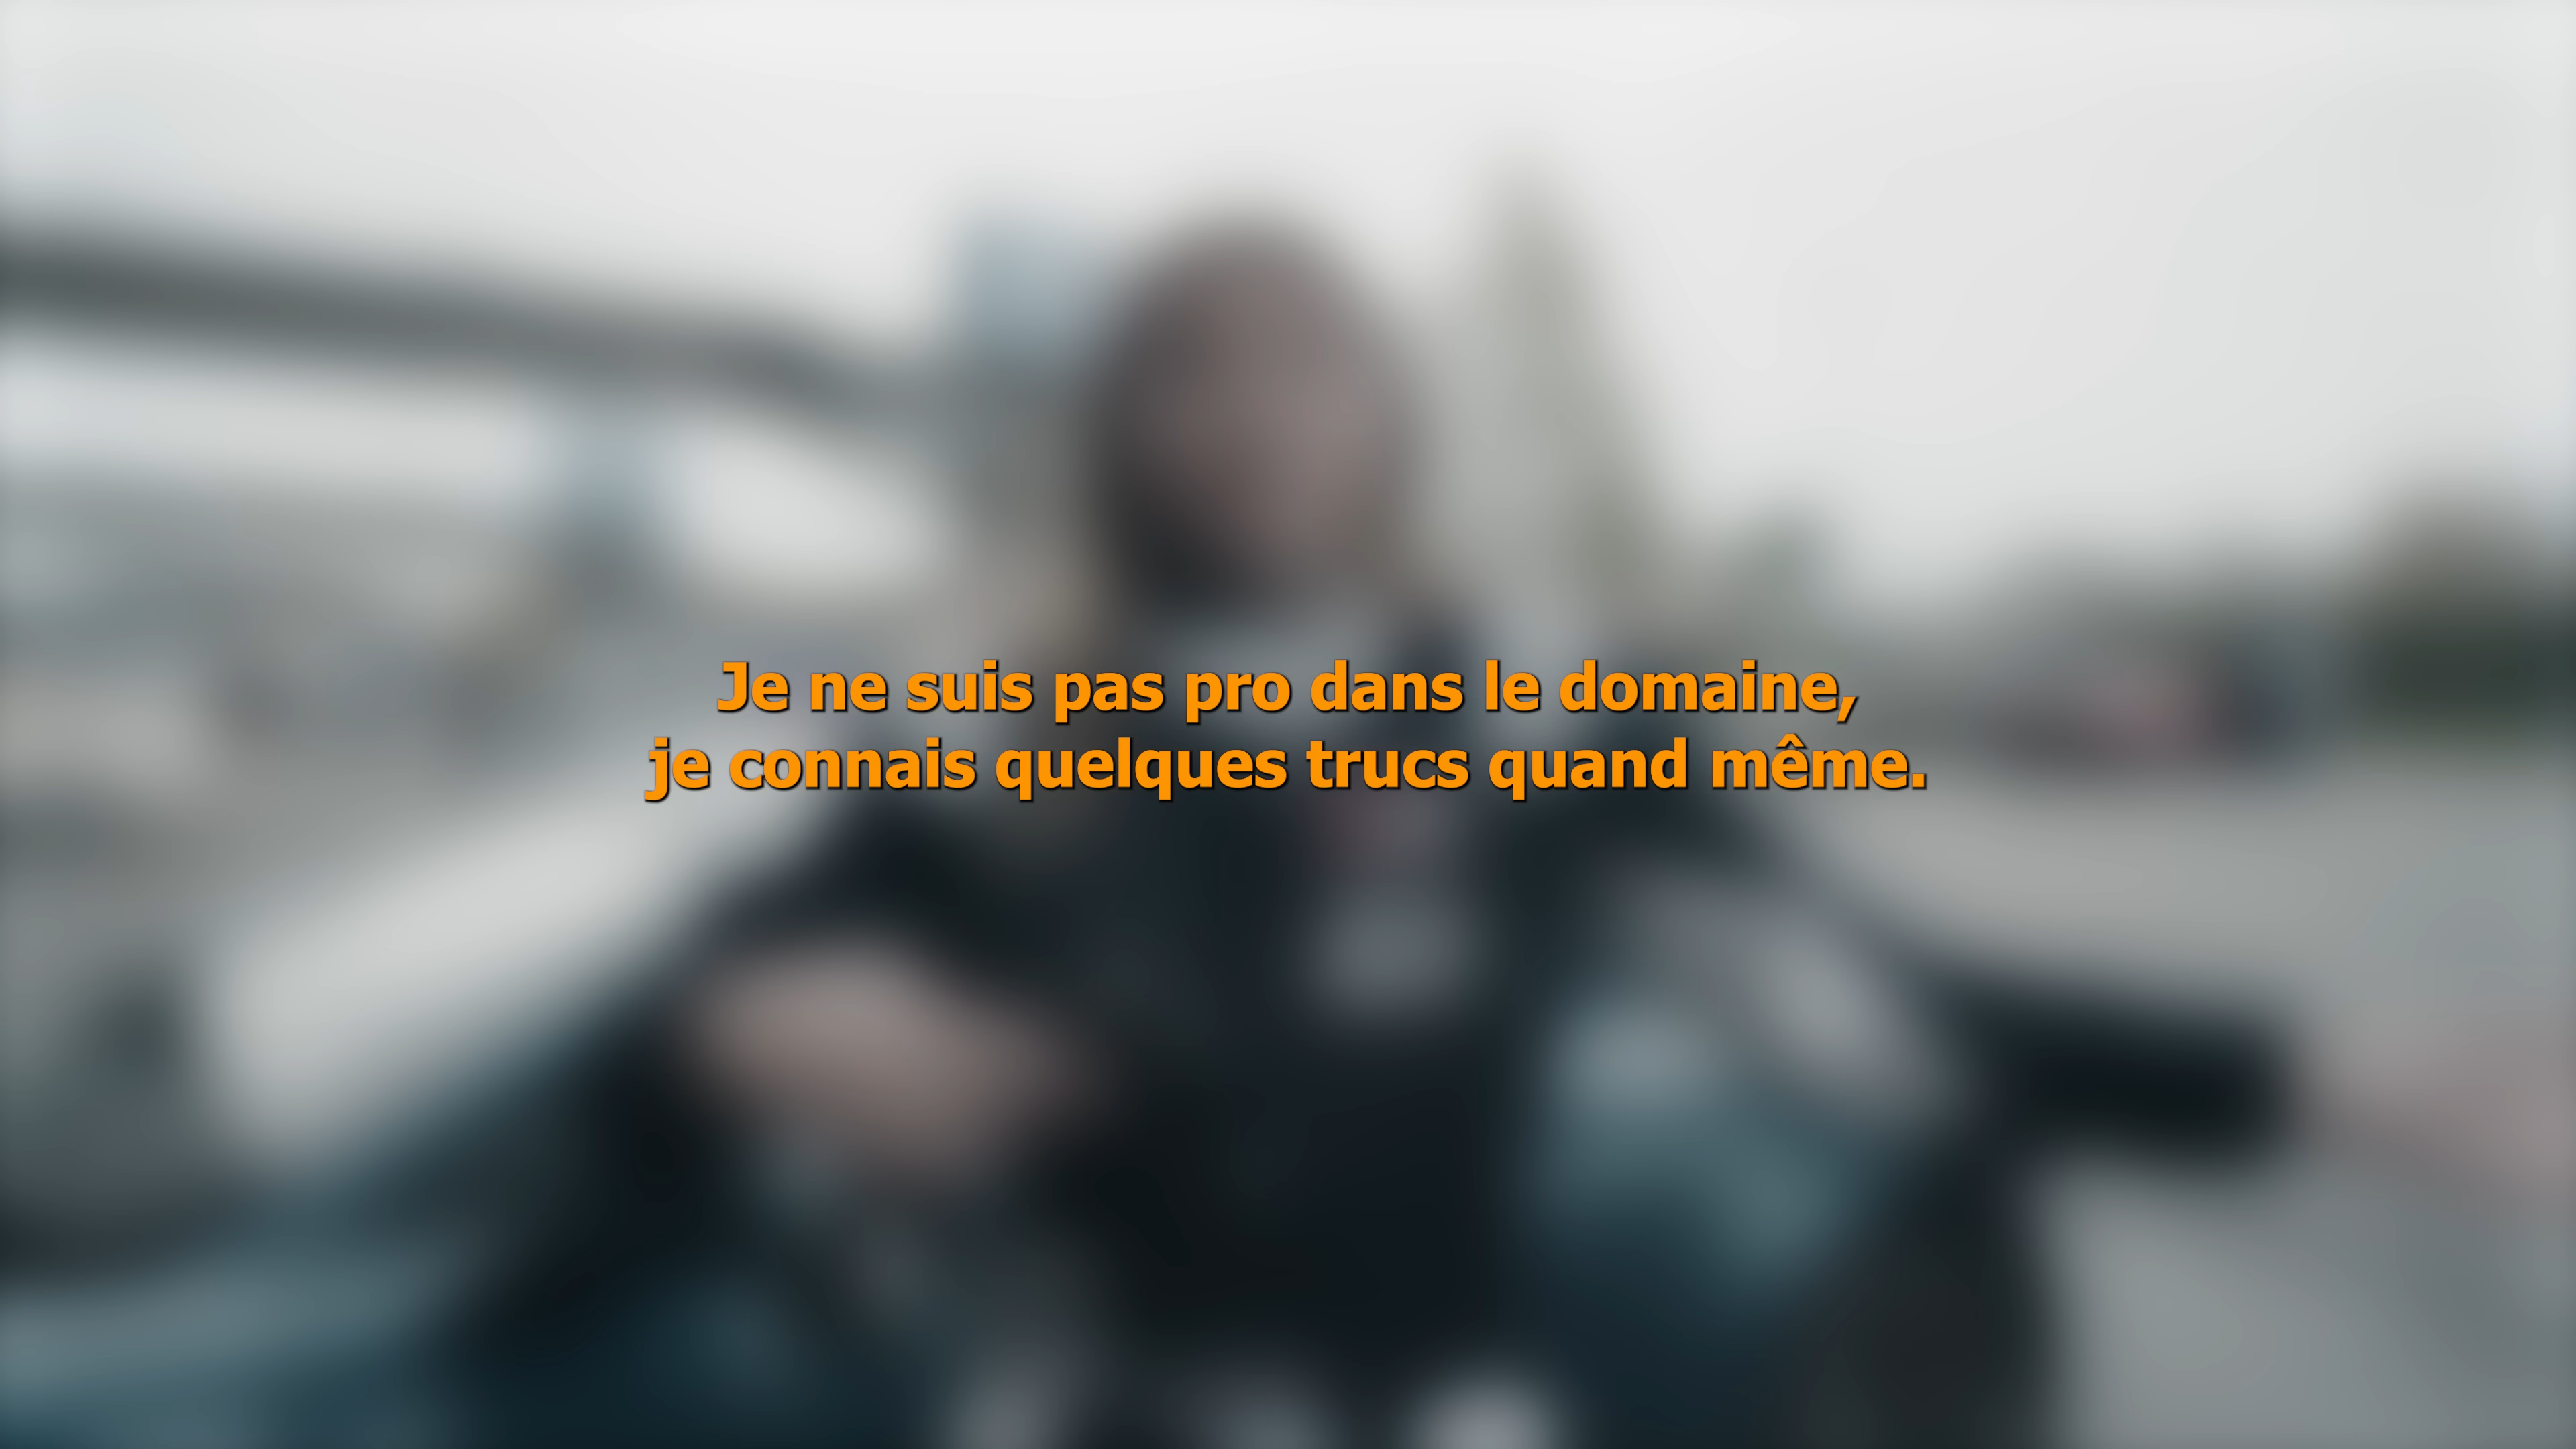 Je ne suis pas pro dans le domaine,
je connais quelques trucs quand même.